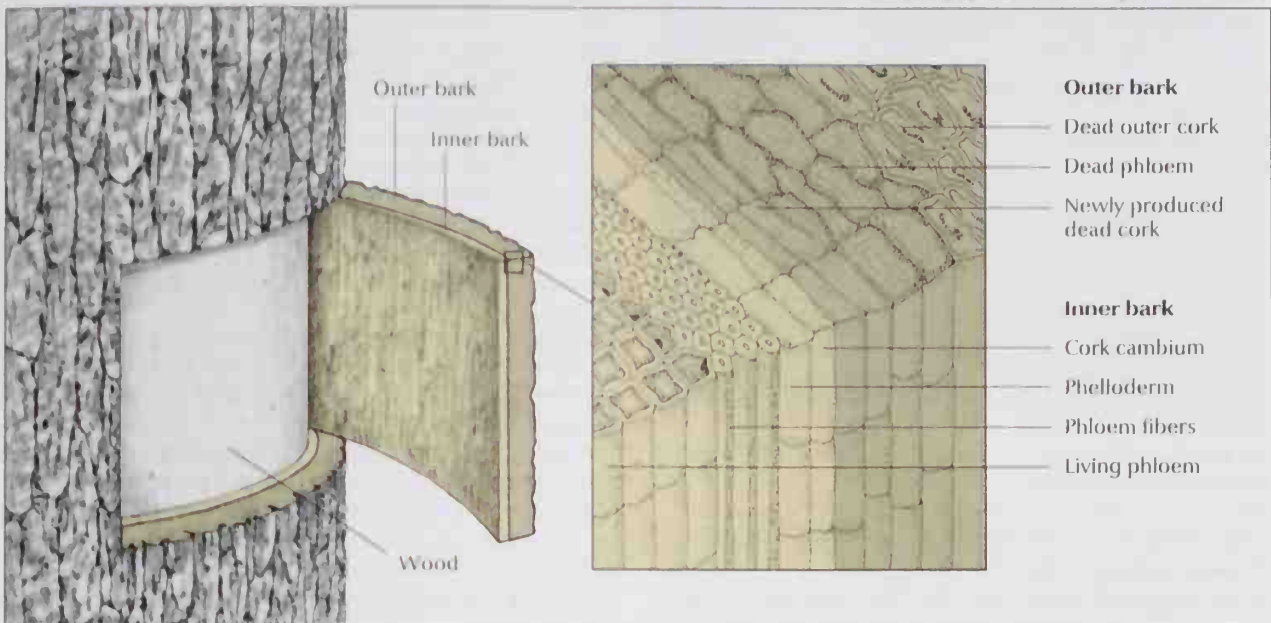 Outer bark
Inner bark
Wood
Outer bark
Dead outer cork
Dead phloem
Newly produced
dead cork
Inner bark
Cork cambium
Phelloderm
Phloem fibers
Living phloem